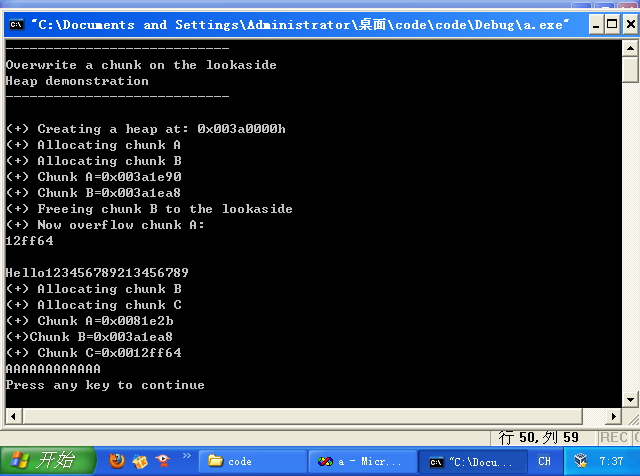 "C:\Documents and Settings\Administrator\桌面\code\code\Debug\a.exe"
----------------------------
Overwrite a chunk on the lookaside
Heap demonstration
----------------------------
(+) Creating a heap at: 0x003a0000h
(+) Allocating chunk A
(+) Allocating chunk B
(+) Chunk A=0x003a1e90
(+) Chunk B=0x003a1ea8
(+) Freeing chunk B to the lookaside
(+) Now overflow chunk A:
12ff64
Hello123456789213456789
(+) Allocating chunk B
(+) Allocating chunk C
(+) Chunk A=0x0081e2b
(+)Chunk B=0x003a1ea8
(+) Chunk C=0x0012ff64
AAAAAAAAAAAA
Press any key to continue
行 50,列 59 REC
开始 code a - Micr... "C:\Docu... CH 7:37